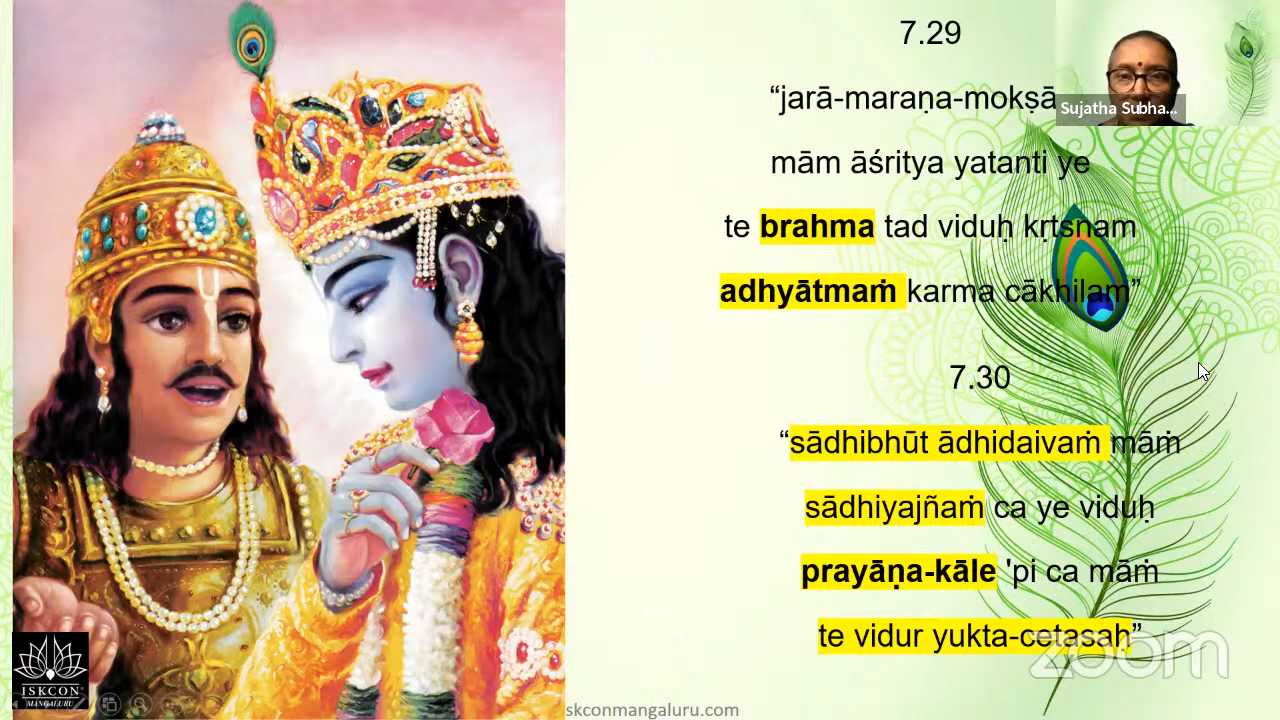 7.29
“jarā-maraṇa-mokṣā
Sujatha Subha...
mām āśritya yatanti ye
te brahma tad viduḥ kṛtsnam
adhyātmaṁ karma cākhilam”
7.30
“sādhibhūt ādhidaivaṁ māṁ
sādhiyajñaṁ ca ye viduḥ
prayāṇa-kāle 'pi ca māṁ
te vidur yukta-cetasaḥ”
zoom
ISKCON
MANGALURU
skconmangaluru.com